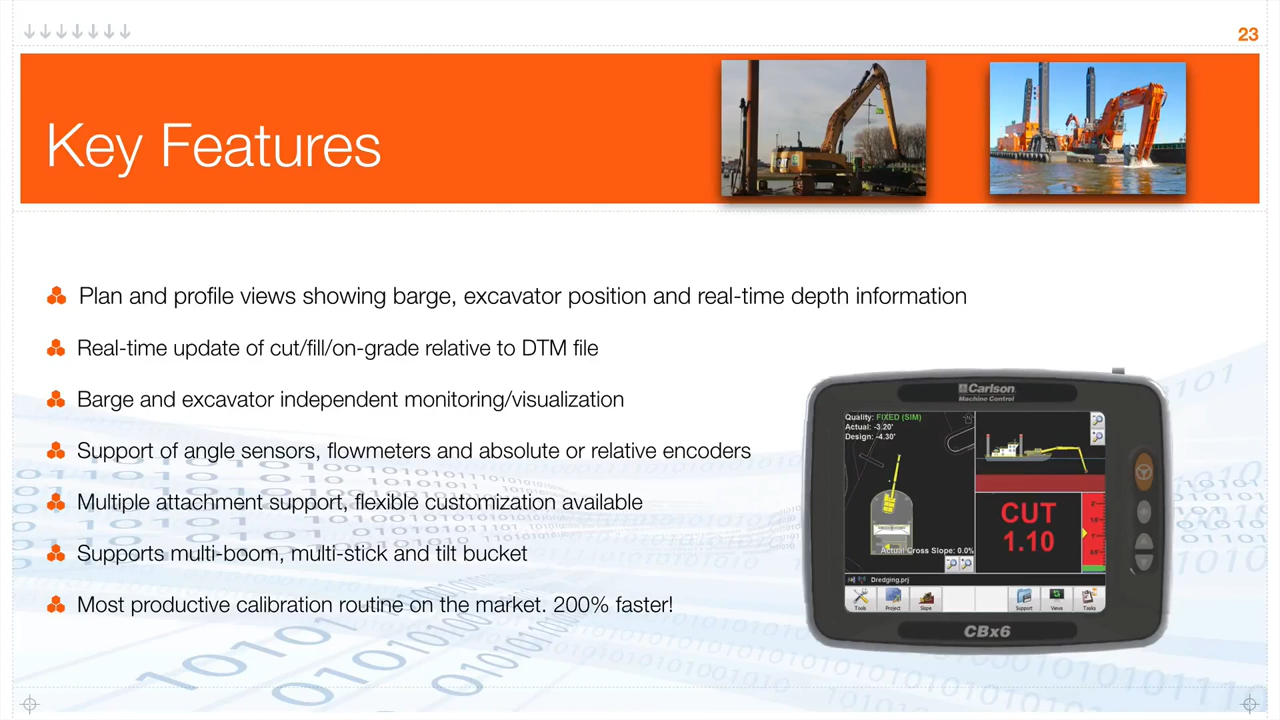 23
Key Features
Plan and profile views showing barge, excavator position and real-time depth information
Real-time update of cut/fill/on-grade relative to DTM file
Barge and excavator independent monitoring/visualization
Support of angle sensors, flowmeters and absolute or relative encoders
Multiple attachment support, flexible customization available
Supports multi-boom, multi-stick and tilt bucket
Most productive calibration routine on the market. 200% faster!
Carlson
Machine Control
Quality: FIXED (SIM)
Actual: -3.20'
Design: -4.30'
CUT
1.10
Actual Cross Slope: 0.0%
Dredging.prj
Tools Project Slope Support Views Tasks
CBx6